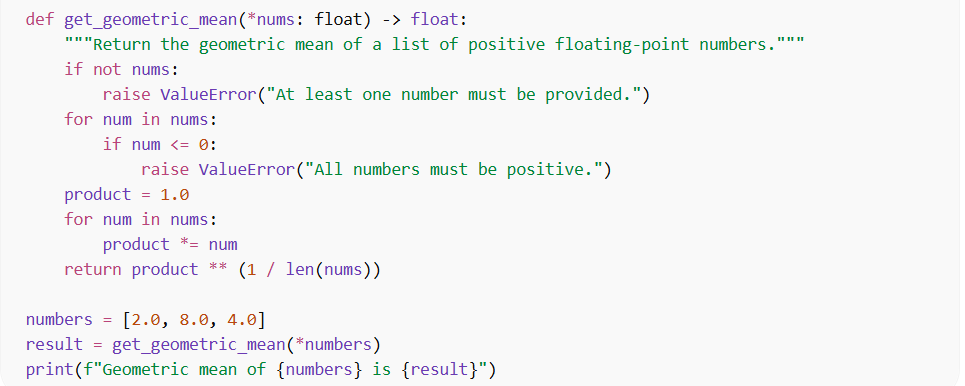 def get_geometric_mean(*nums: float) -> float:
    """Return the geometric mean of a list of positive floating-point numbers."""
    if not nums:
        raise ValueError("At least one number must be provided.")
    for num in nums:
        if num <= 0:
            raise ValueError("All numbers must be positive.")
    product = 1.0
    for num in nums:
        product *= num
    return product ** (1 / len(nums))

numbers = [2.0, 8.0, 4.0]
result = get_geometric_mean(*numbers)
print(f"Geometric mean of {numbers} is {result}")